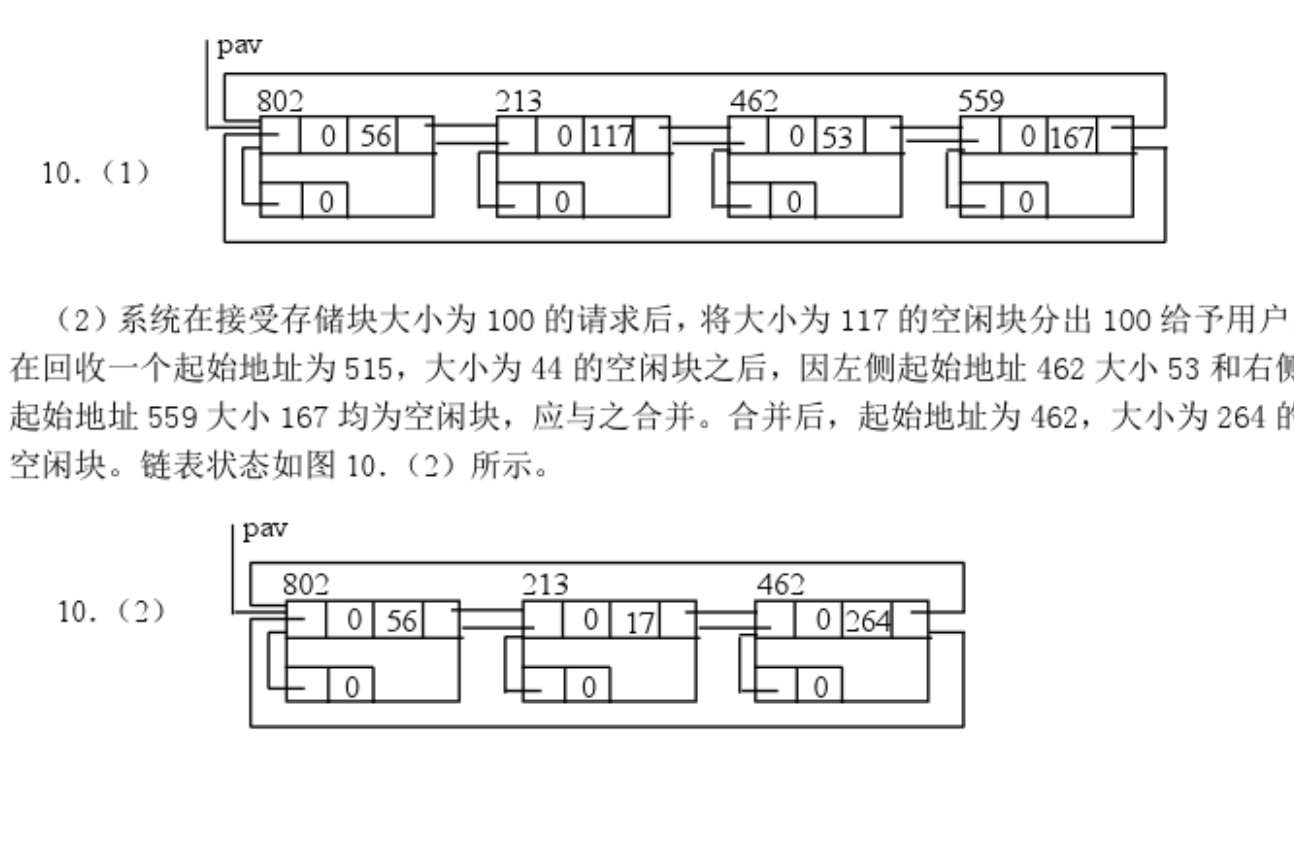 pav
802 213 462 559
0 56 0 117 0 53 0 167
10.（1）
0 0 0 0
（2）系统在接受存储块大小为 100 的请求后，将大小为 117 的空闲块分出 100 给予用户
在回收一个起始地址为 515，大小为 44 的空闲块之后，因左侧起始地址 462 大小 53 和右侧
起始地址 559 大小 167 均为空闲块，应与之合并。合并后，起始地址为 462，大小为 264 的
空闲块。链表状态如图 10.（2）所示。
pav
802 213 462
10.（2）
0 56 0 17 0 264
0 0 0